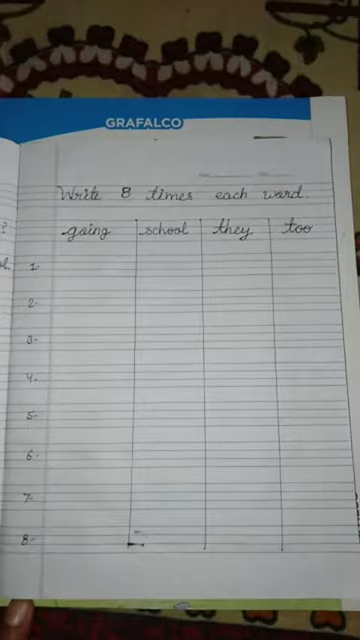 GRAFALCO
Write 8 times each word.
going school they too
1-
2-
3-
4-
5-
6-
7-
8-